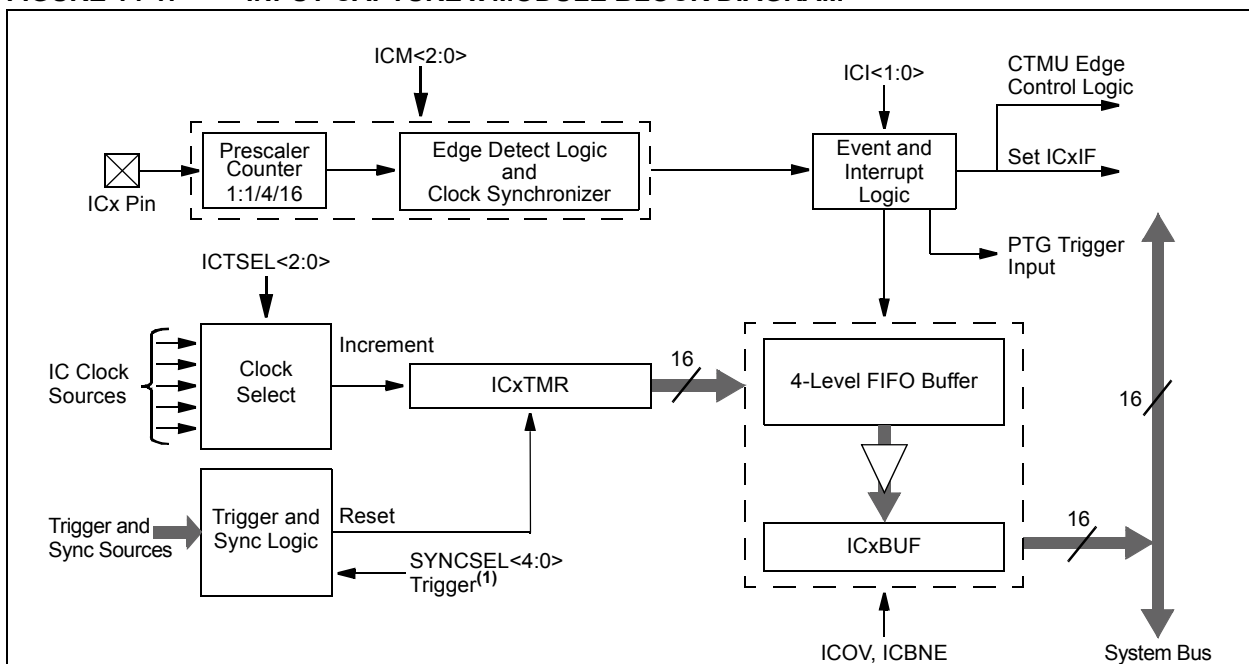 ICM<2:0>
ICI<1:0>
CTMU Edge
Control Logic
Prescaler
Counter
1:1/4/16
Edge Detect Logic
and
Clock Synchronizer
Event and
Interrupt
Logic
Set ICxIF
ICx Pin
PTG Trigger
Input
ICTSEL<2:0>
IC Clock
Sources
Clock
Select
Increment
ICxTMR
16
4-Level FIFO Buffer
16
Trigger and
Sync Sources
Trigger and
Sync Logic
Reset
SYNCSEL<4:0>
Trigger(1)
ICxBUF
16
ICOV, ICBNE
System Bus